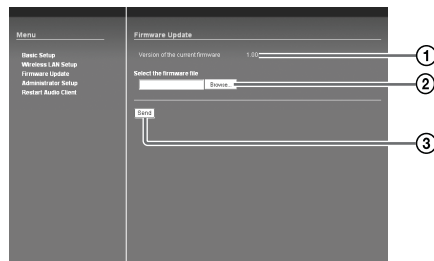 Menu
Basic Setup
Wireless LAN Setup
Firmware Update
Administrator Setup
Restart Audio Client
Firmware Update
Version of the current firmware 1.00
Select the firmware file
Browse...
Send
1
2
3